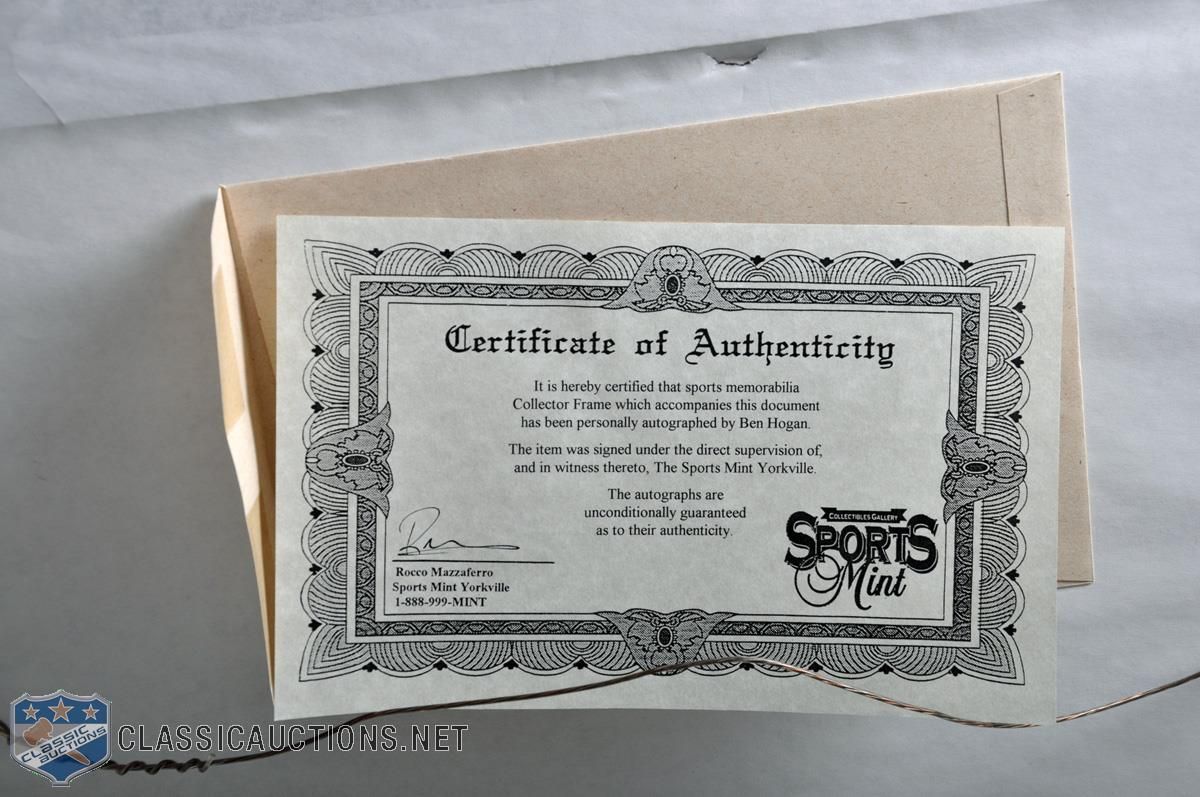 Certificate of Authenticity
It is hereby certified that sports memorabilia
Collector Frame which accompanies this document
has been personally autographed by Ben Hogan.
The item was signed under the direct supervision of,
and in witness thereto, The Sports Mint Yorkville.
The autographs are
unconditionally guaranteed
as to their authenticity.
Rocco Mazzaferro
Sports Mint Yorkville
1-888-999-MINT
COLLECTIBLES GALLERY
SPORTS
Mint
CLASSIC
AUCTIONS
CLASSICAUCTIONS.NET